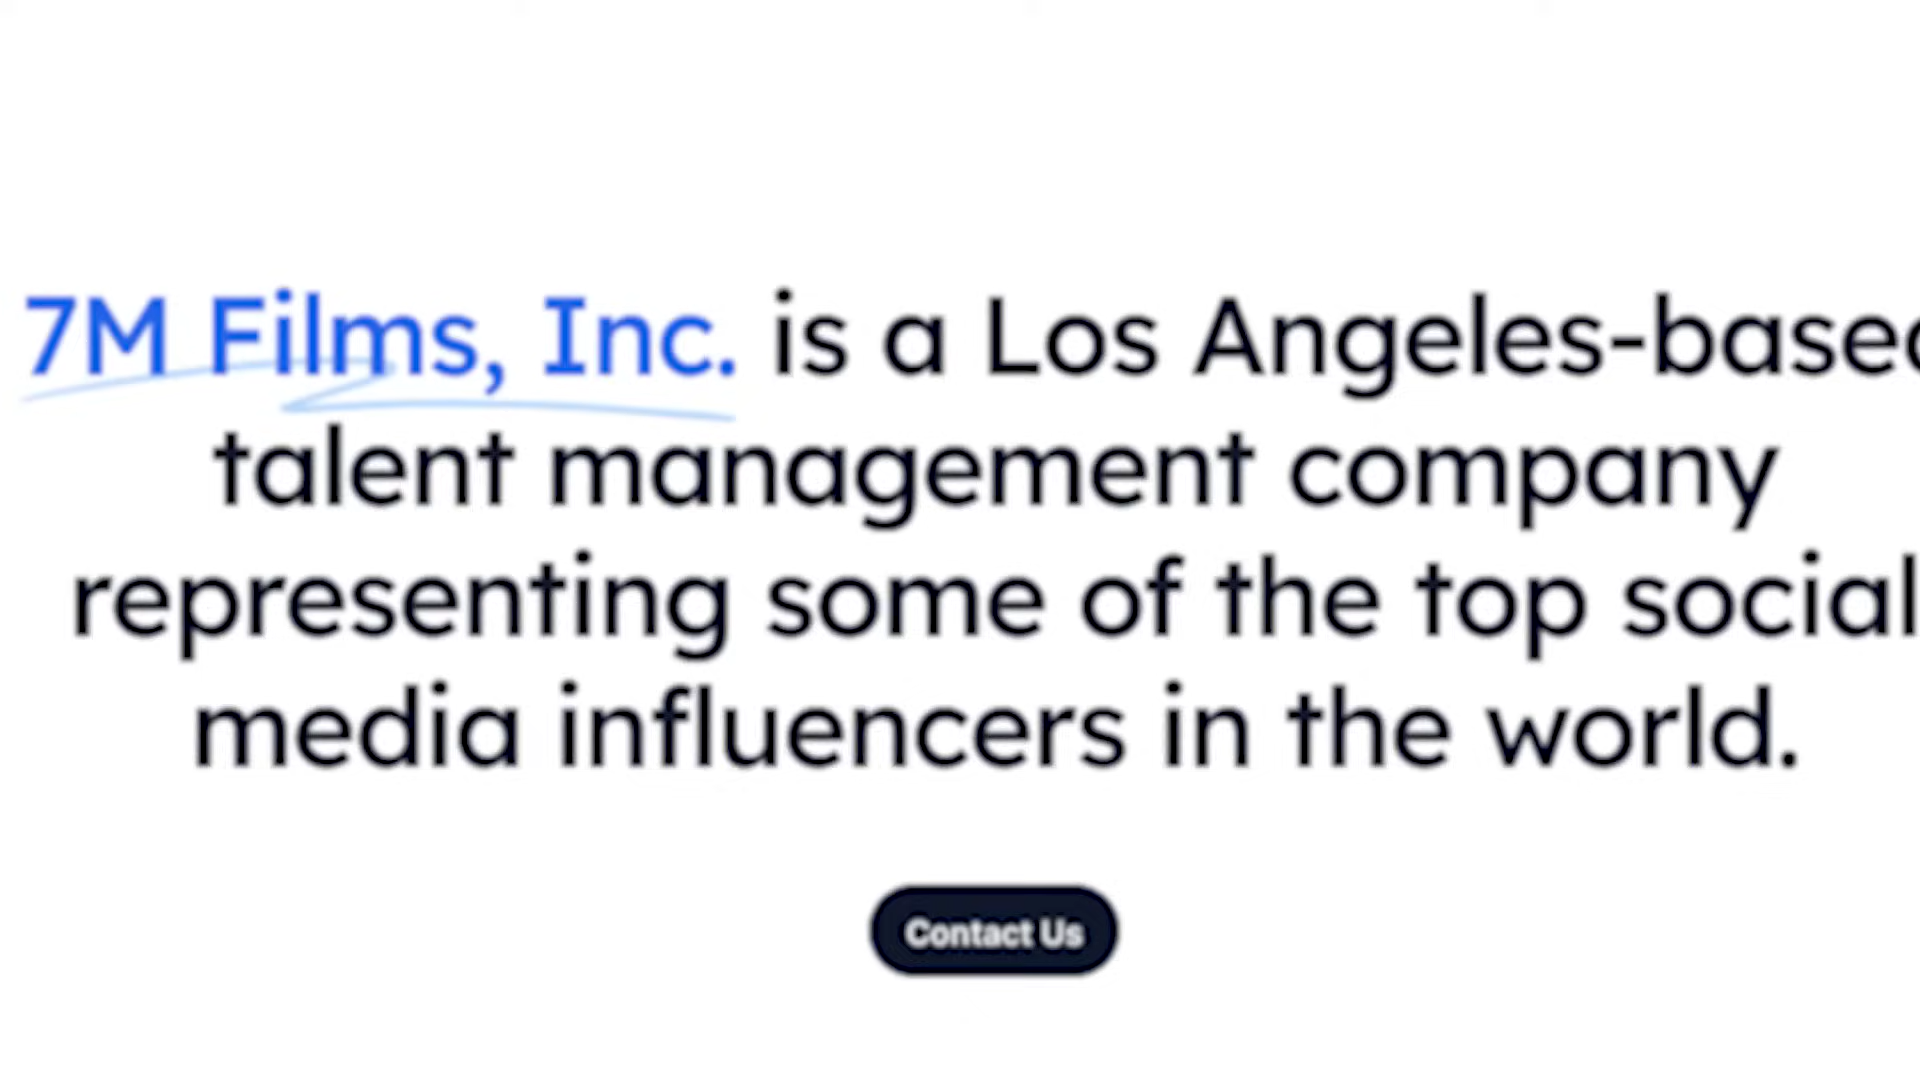 7M Films, Inc. is a Los Angeles-based
talent management company
representing some of the top social
media influencers in the world.
Contact Us